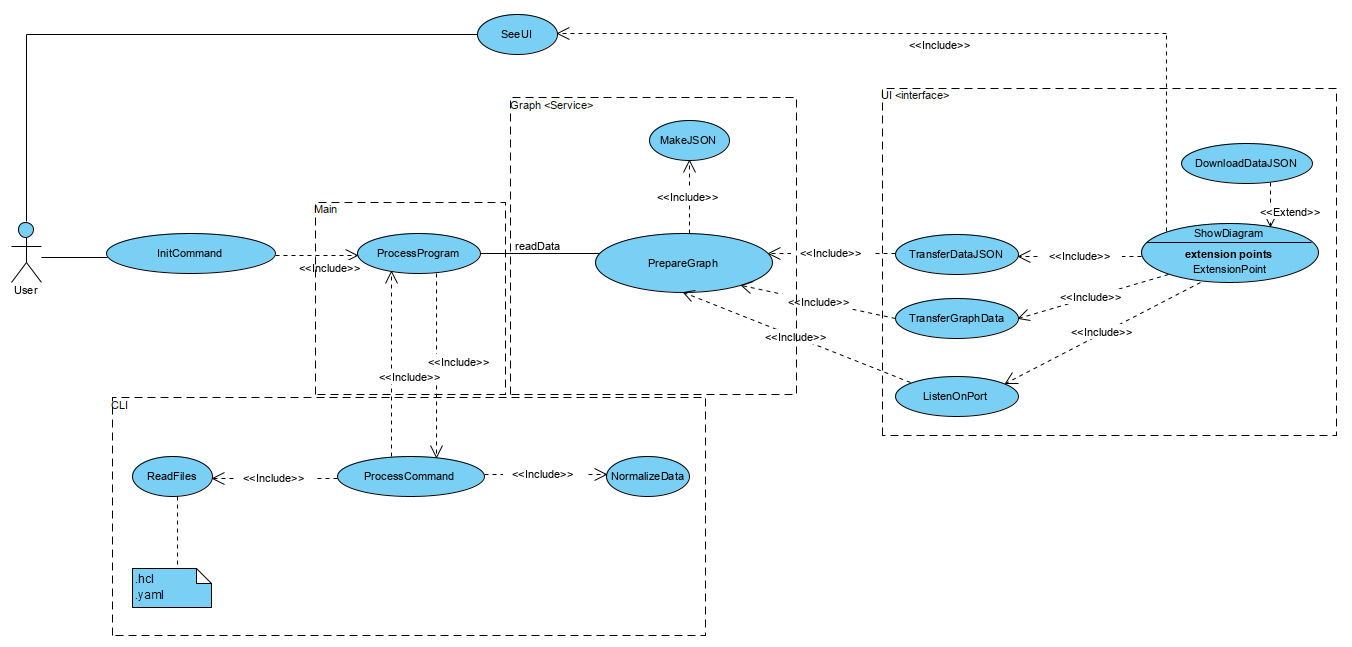 SeeUI
<<Include>>
UI <interface>
Graph <Service>
MakeJSON
DownloadDataJSON
<<Include>>
<<Extend>>
Main
ShowDiagram
extension points
ExtensionPoint
readData
InitCommand
ProcessProgram
PrepareGraph
<<Include>>
TransferDataJSON
<<Include>>
<<Include>>
User
<<Include>>
<<Include>>
TransferGraphData
<<Include>>
<<Include>>
<<Include>>
<<Include>>
ListenOnPort
CLI
ReadFiles
<<Include>>
ProcessCommand
<<Include>>
NormalizeData
.hcl
.yaml